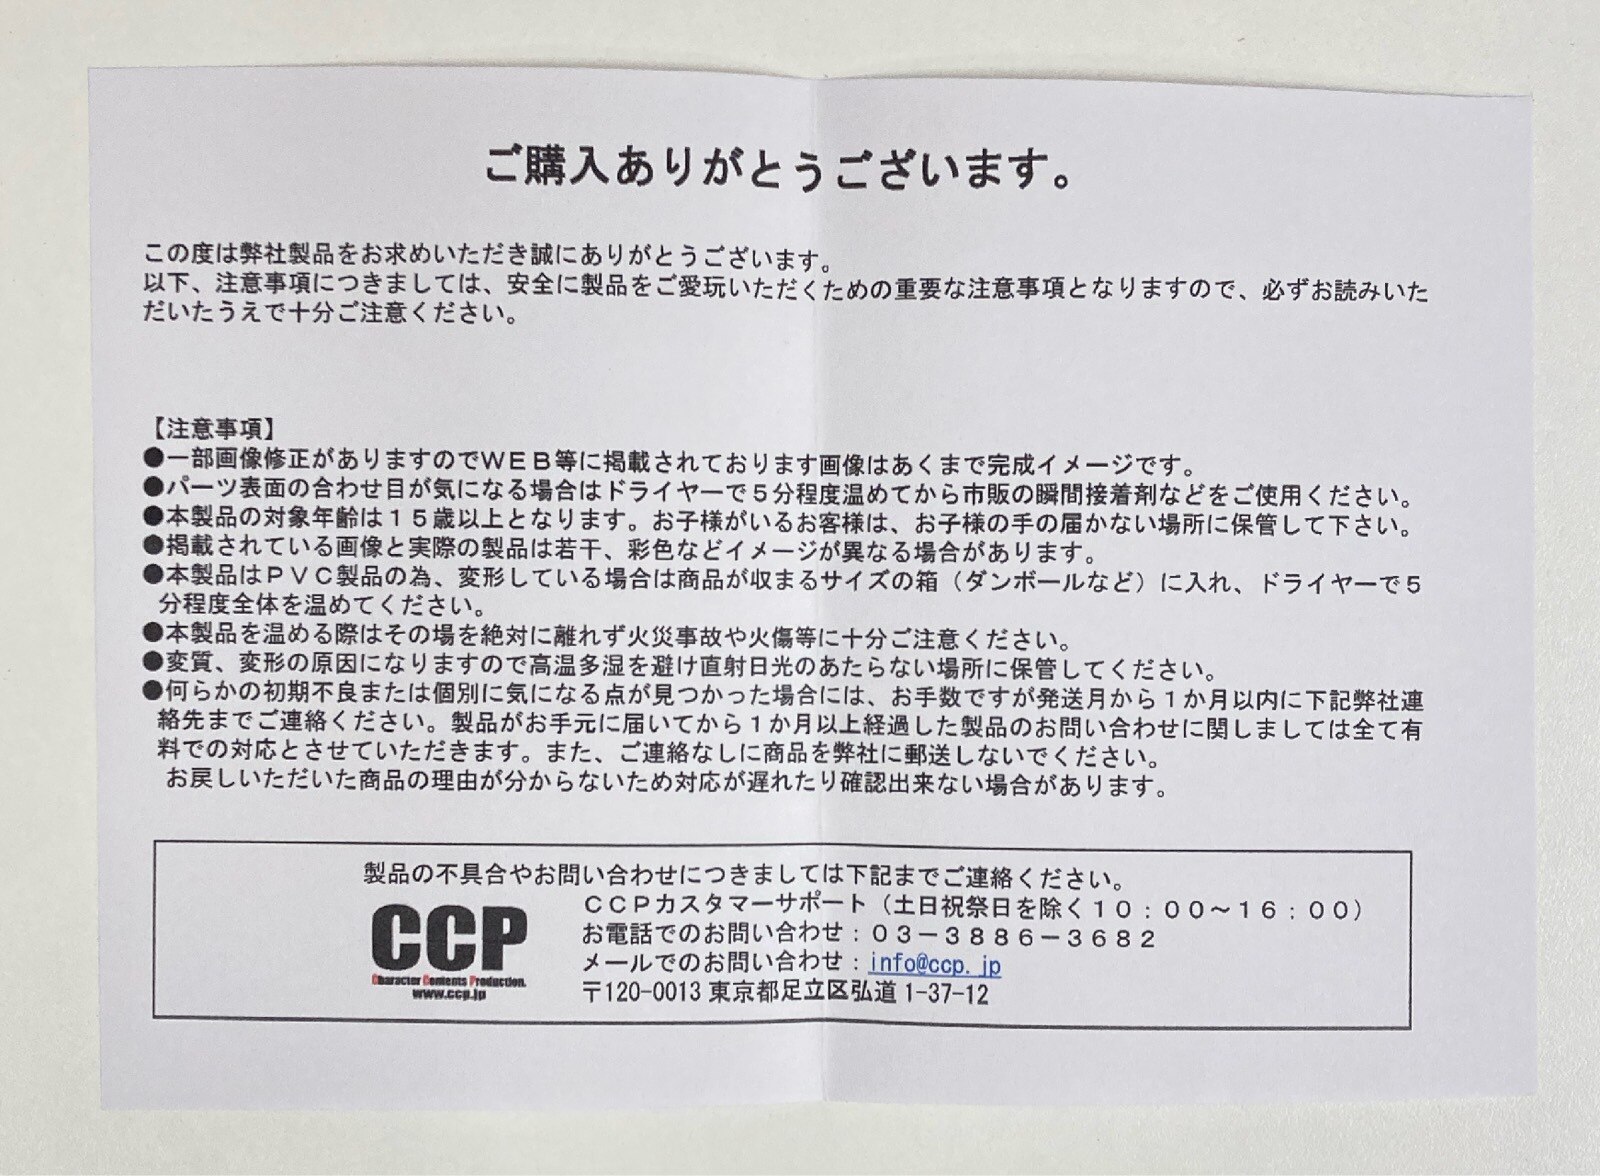 ご購入ありがとうございます。
この度は弊社製品をお求めいただき誠にありがとうございます。
以下、注意事項につきましては、安全に製品をご愛玩いただくための重要な注意事項となりますので、必ずお読みいた
だいたうえで十分ご注意ください。
【注意事項】
●一部画像修正がありますのでＷＥＢ等に掲載されております画像はあくまで完成イメージです。
●パーツ表面の合わせ目が気になる場合はドライヤーで５分程度温めてから市販の瞬間接着剤などをご使用ください。
●本製品の対象年齢は１５歳以上となります。お子様がいるお客様は、お子様の手の届かない場所に保管して下さい。
●掲載されている画像と実際の製品は若干、彩色などイメージが異なる場合があります。
●本製品はＰＶＣ製品の為、変形している場合は商品が収まるサイズの箱（ダンボールなど）に入れ、ドライヤーで５
分程度全体を温めてください。
●本製品を温める際はその場を絶対に離れず火災事故や火傷等に十分ご注意ください。
●変質、変形の原因になりますので高温多湿を避け直射日光のあたらない場所に保管してください。
●何らかの初期不良または個別に気になる点が見つかった場合には、お手数ですが発送月から１か月以内に下記弊社連
絡先までご連絡ください。製品がお手元に届いてから１か月以上経過した製品のお問い合わせに関しましては全て有
料での対応とさせていただきます。また、ご連絡なしに商品を弊社に郵送しないでください。
お戻しいただいた商品の理由が分からないため対応が遅れたり確認出来ない場合があります。
製品の不具合やお問い合わせにつきましては下記までご連絡ください。
ＣＣＰカスタマーサポート（土日祝祭日を除く１０：００～１６：００）
お電話でのお問い合わせ：０３－３８８６－３６８２
メールでのお問い合わせ：info@ccp.jp
〒120-0013 東京都足立区弘道 1-37-12
CCP
Character Contents Production.
www.ccp.jp